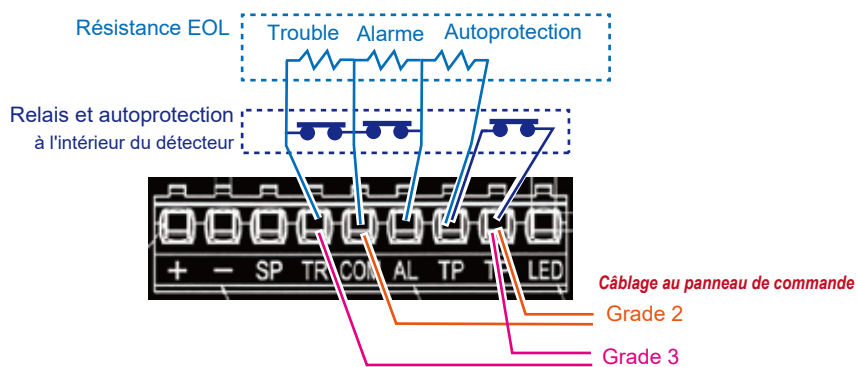 Résistance EOL
Trouble Alarme Autoprotection
Relais et autoprotection
à l'intérieur du détecteur
+ − SP TR COM AL TP LED
Câblage au panneau de commande
Grade 2
Grade 3